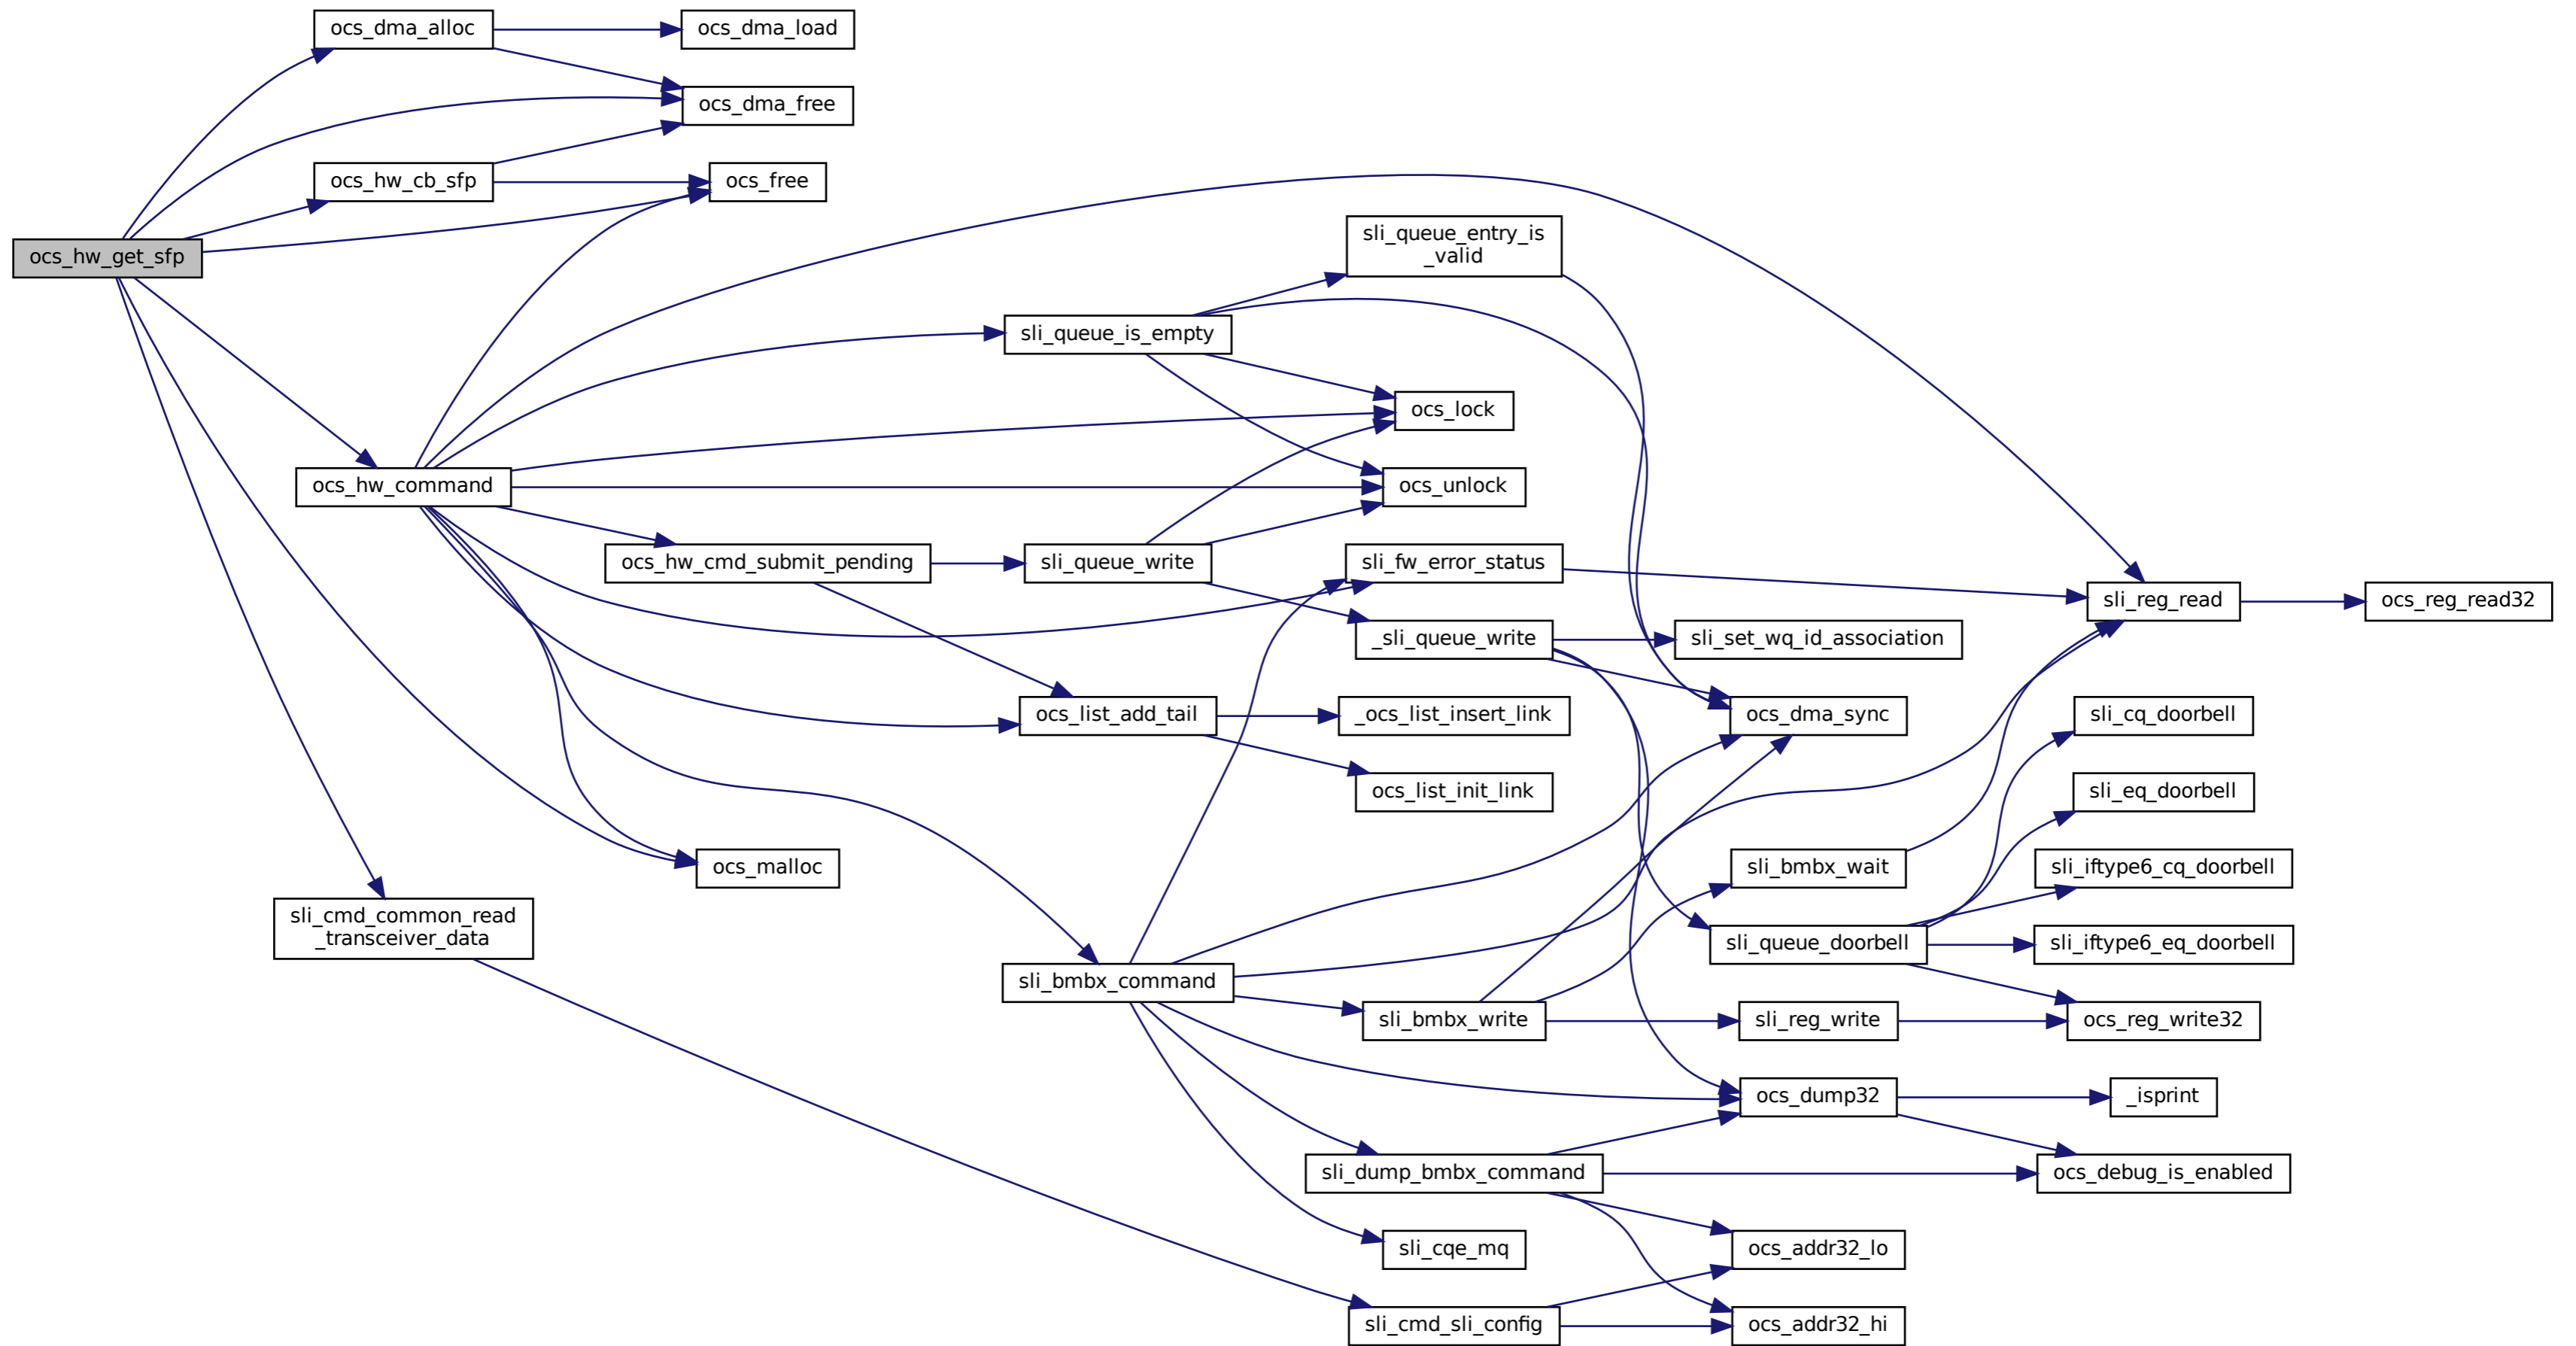 ocs_dma_alloc
ocs_dma_load
ocs_dma_free
ocs_hw_cb_sfp
ocs_free
ocs_hw_get_sfp
sli_queue_entry_is
_valid
sli_queue_is_empty
ocs_lock
ocs_hw_command
ocs_unlock
ocs_hw_cmd_submit_pending
sli_queue_write
sli_fw_error_status
sli_reg_read
ocs_reg_read32
_sli_queue_write
sli_set_wq_id_association
ocs_list_add_tail
_ocs_list_insert_link
ocs_dma_sync
sli_cq_doorbell
ocs_list_init_link
sli_eq_doorbell
ocs_malloc
sli_bmbx_wait
sli_iftype6_cq_doorbell
sli_cmd_common_read
_transceiver_data
sli_queue_doorbell
sli_iftype6_eq_doorbell
sli_bmbx_command
sli_bmbx_write
sli_reg_write
ocs_reg_write32
ocs_dump32
_isprint
sli_dump_bmbx_command
ocs_debug_is_enabled
sli_cqe_mq
ocs_addr32_lo
sli_cmd_sli_config
ocs_addr32_hi